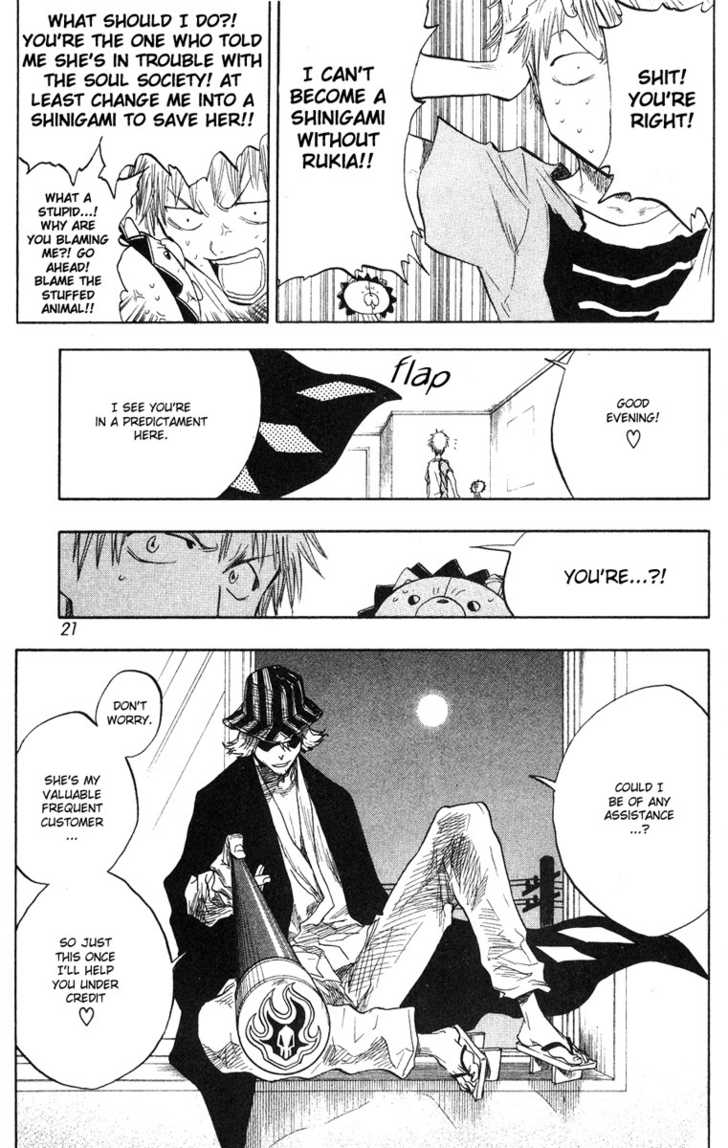 SHIT!
YOU'RE
RIGHT!
I CAN'T
BECOME A
SHINIGAMI
WITHOUT
RUKIA!!
WHAT SHOULD I DO?!
YOU'RE THE ONE WHO TOLD
ME SHE'S IN TROUBLE WITH
THE SOUL SOCIETY! AT
LEAST CHANGE ME INTO A
SHINIGAMI TO SAVE HER!!
WHAT A
STUPID...!
WHY ARE
YOU BLAMING
ME?! GO
AHEAD!
BLAME THE
STUFFED
ANIMAL!!
GOOD
EVENING!
♡
flap
I SEE YOU'RE
IN A PREDICTAMENT
HERE.
YOU'RE...?!
21
COULD I
BE OF ANY
ASSISTANCE
...?
DON'T
WORRY.
SHE'S MY
VALUABLE
FREQUENT
CUSTOMER
...
SO JUST
THIS ONCE
I'LL HELP
YOU UNDER
CREDIT
♡